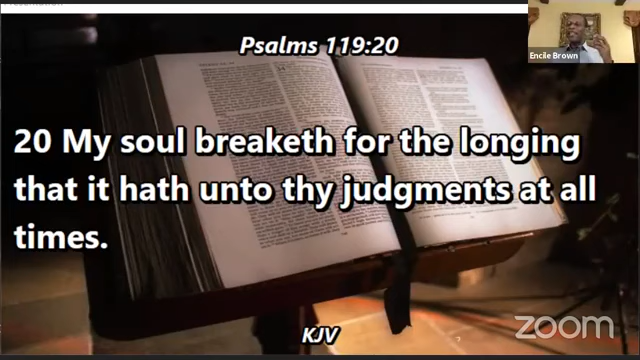 Presentation
Psalms 119:20
Encile Brown
20 My soul breaketh for the longing
that it hath unto thy judgments at all
times.
KJV
zoom